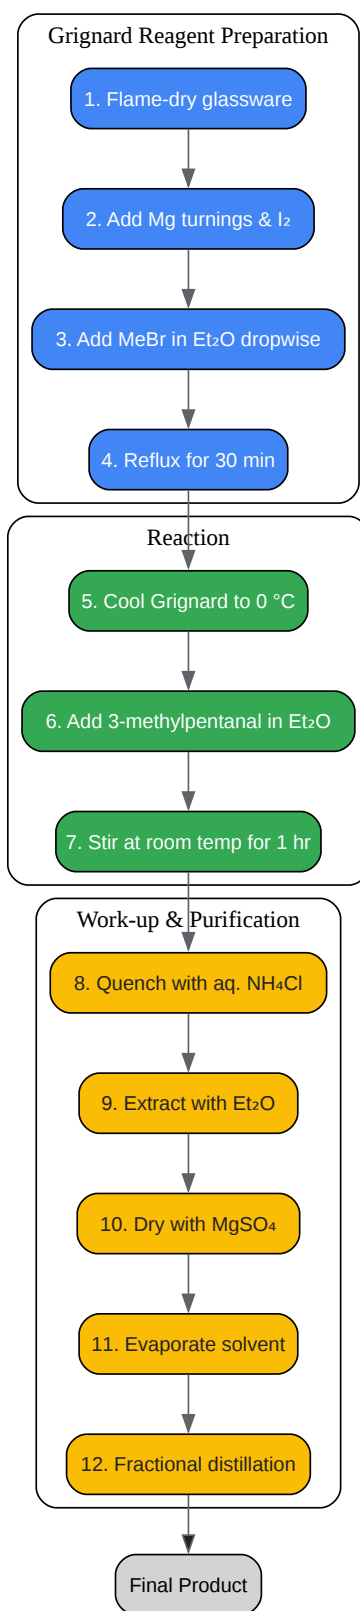 Grignard Reagent Preparation
1. Flame-dry glassware
2. Add Mg turnings & I₂
3. Add MeBr in Et₂O dropwise
4. Reflux for 30 min
Reaction
5. Cool Grignard to 0 °C
6. Add 3-methylpentanal in Et₂O
7. Stir at room temp for 1 hr
Work-up & Purification
8. Quench with aq. NH₄Cl
9. Extract with Et₂O
10. Dry with MgSO₄
11. Evaporate solvent
12. Fractional distillation
Final Product